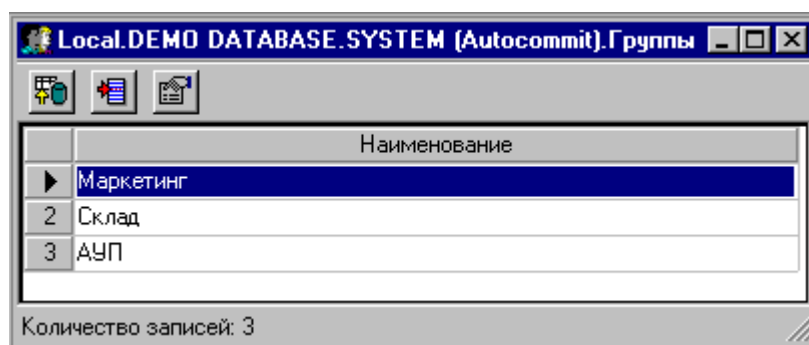 Local.DEMO DATABASE.SYSTEM (Autocommit).Группы
Наименование
Маркетинг
2 Склад
3 АУП
Количество записей: 3